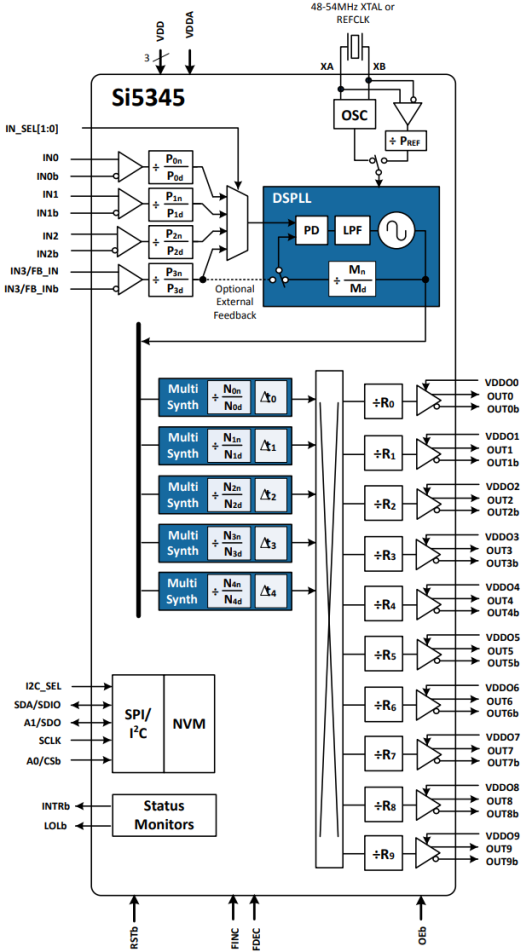 48-54MHz XTAL or
REFCLK
VDD
VDDA
3
XA
XB
Si5345
OSC
÷ PREF
IN_SEL[1:0]
IN0
IN0b
÷ P0n
P0d
IN1
IN1b
÷ P1n
P1d
IN2
IN2b
÷ P2n
P2d
IN3/FB_IN
IN3/FB_INb
÷ P3n
P3d
DSPLL
PD
LPF
÷ Mn
Md
Optional
External
Feedback
Multi
Synth
÷ N0n
N0d
Δt0
Multi
Synth
÷ N1n
N1d
Δt1
Multi
Synth
÷ N2n
N2d
Δt2
Multi
Synth
÷ N3n
N3d
Δt3
Multi
Synth
÷ N4n
N4d
Δt4
÷R0
VDDO0
OUT0
OUT0b
÷R1
VDDO1
OUT1
OUT1b
÷R2
VDDO2
OUT2
OUT2b
÷R3
VDDO3
OUT3
OUT3b
÷R4
VDDO4
OUT4
OUT4b
÷R5
VDDO5
OUT5
OUT5b
÷R6
VDDO6
OUT6
OUT6b
÷R7
VDDO7
OUT7
OUT7b
÷R8
VDDO8
OUT8
OUT8b
÷R9
VDDO9
OUT9
OUT9b
I2C_SEL
SDA/SDIO
A1/SDO
SCLK
A0/CSb
SPI/
I²C
NVM
INTRb
LOLb
Status
Monitors
RSTb
FINC
FDEC
OEb